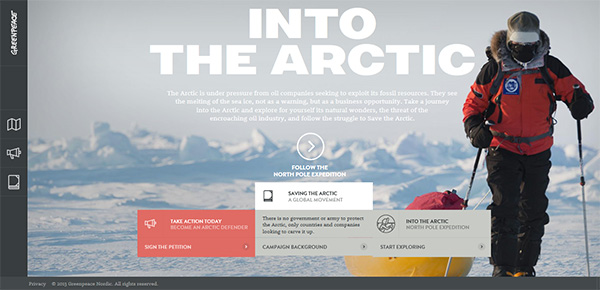 GREENPEACE
INTO
THE ARCTIC
The Arctic is under pressure from oil companies seeking to exploit its fossil resources. They see
the melting of the sea ice, not as a warning, but as a business opportunity. Take a journey
into the Arctic and explore for yourself its natural wonders, the threat of the
encroaching oil industry, and follow the struggle to Save the Arctic.
FOLLOW THE
NORTH POLE EXPEDITION
SAVING THE ARCTIC
A GLOBAL MOVEMENT
TAKE ACTION TODAY
BECOME AN ARCTIC DEFENDER
SIGN THE PETITION
There is no government or army to protect
the Arctic, only countries and companies
looking to carve it up.
CAMPAIGN BACKGROUND
INTO THE ARCTIC
NORTH POLE EXPEDITION
START EXPLORING
Privacy © 2013 Greenpeace Nordic. All rights reserved.